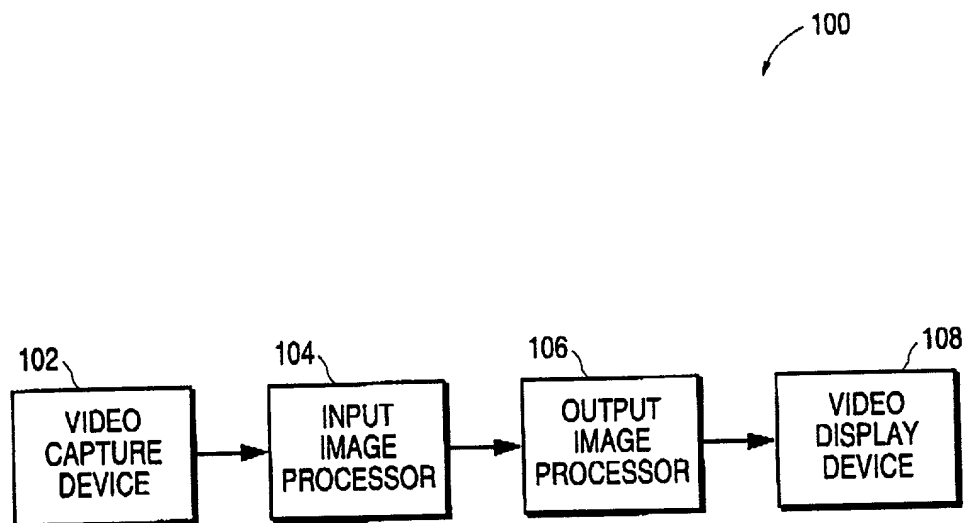 100
102
VIDEO
CAPTURE
DEVICE
104
INPUT
IMAGE
PROCESSOR
106
OUTPUT
IMAGE
PROCESSOR
108
VIDEO
DISPLAY
DEVICE